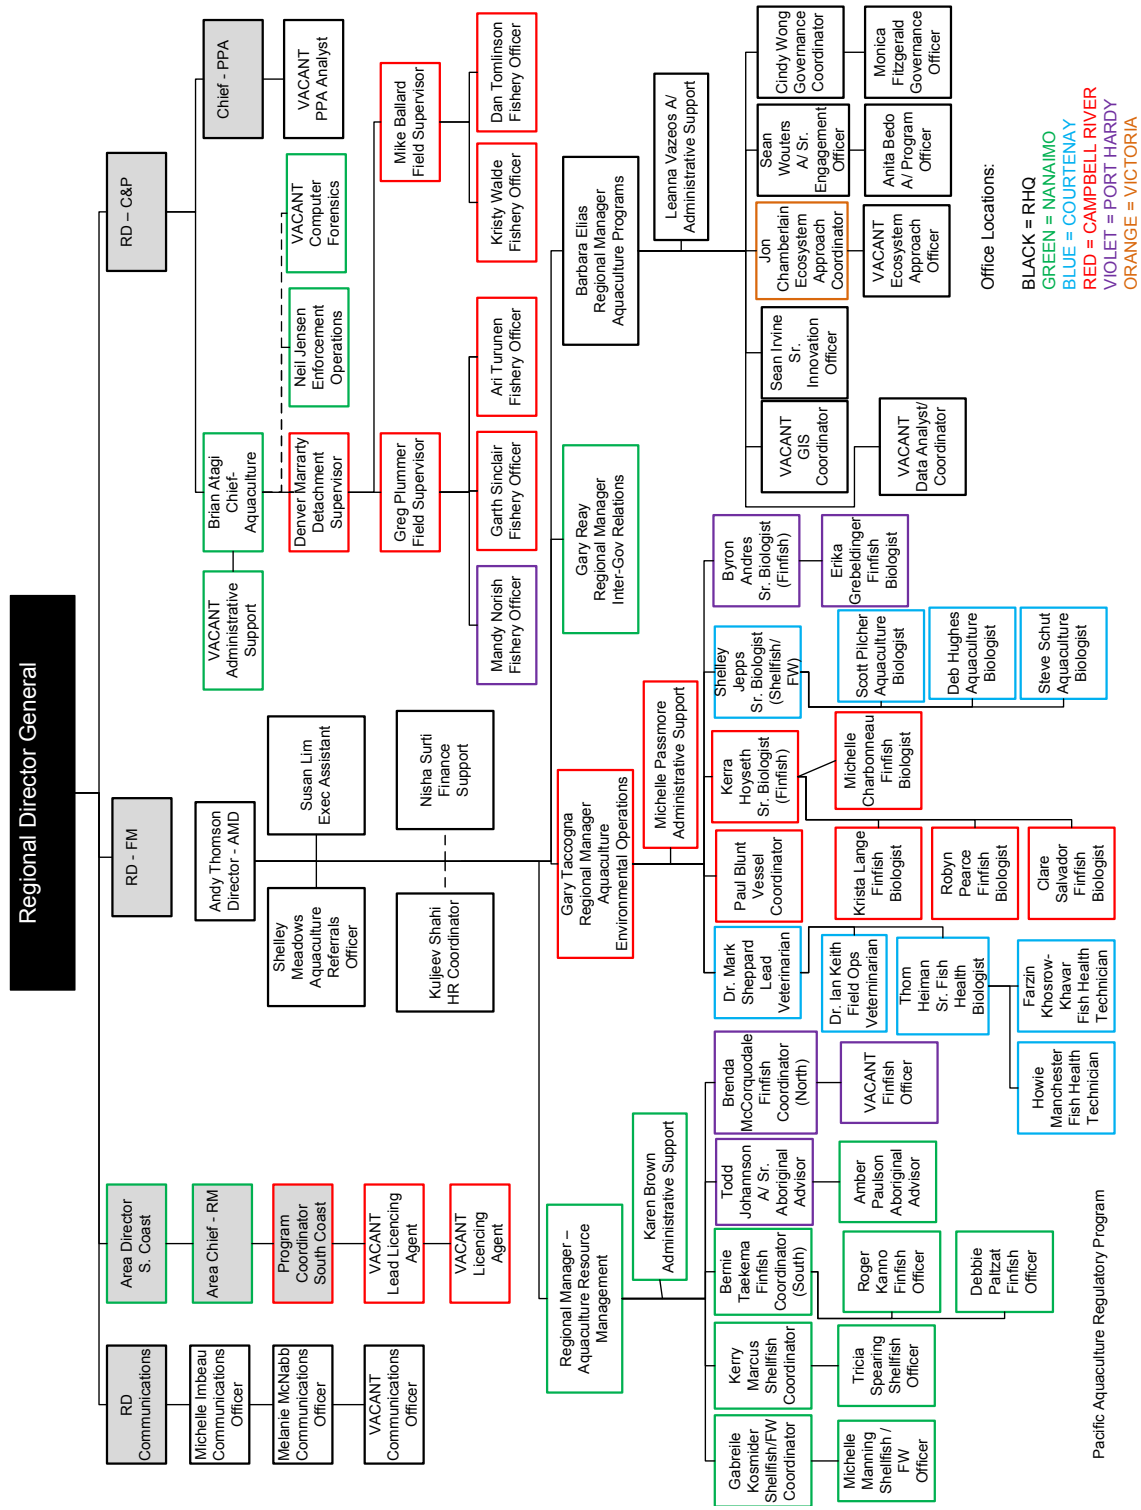 Regional Director General
RD
Communications
Michelle Imbeau
Communications
Officer
Melanie McNabb
Communications
Officer
VACANT
Communications
Officer
Area Director
S. Coast
Area Chief - RM
Program
Coordinator
South Coast
VACANT
Lead Licencing
Agent
VACANT
Licencing
Agent
RD - FM
Andy Thomson
Director - AMD
Shelley
Meadows
Aquaculture
Referrals
Officer
Susan Lim
Exec Assistant
Kuljeev Shahi
HR Coordinator
Nisha Surti
Finance
Support
RD – C&P
Chief - PPA
VACANT
PPA Analyst
Brian Atagi
Chief-
Aquaculture
VACANT
Administrative
Support
Neil Jensen
Enforcement
Operations
VACANT
Computer
Forensics
Denver Marrarty
Detachment
Supervisor
Greg Plummer
Field Supervisor
Mike Ballard
Field Supervisor
Mandy Norish
Fishery Officer
Garth Sinclair
Fishery Officer
Ari Turunen
Fishery Officer
Kristy Walde
Fishery Officer
Dan Tomlinson
Fishery Officer
Regional Manager –
Aquaculture Resource
Management
Karen Brown
Administrative Support
Gabreile
Kosmider
Shellfish/FW
Coordinator
Michelle
Manning
Shellfish /
FW
Officer
Kerry
Marcus
Shellfish
Coordinator
Tricia
Spearing
Shellfish
Officer
Bernie
Taekema
Finfish
Coordinator
(South)
Roger
Kanno
Finfish
Officer
Debbie
Paltzat
Finfish
Officer
Todd
Johannson
A/ Sr.
Aboriginal
Advisor
Amber
Paulson
Aboriginal
Advisor
Brenda
McCorquodale
Finfish
Coordinator
(North)
VACANT
Finfish
Officer
Gary Taccogna
Regional Manager
Aquaculture
Environmental Operations
Michelle Passmore
Administrative Support
Dr. Mark
Sheppard
Lead
Veterinarian
Dr. Ian Keith
Field Ops
Veterninarian
Thom
Heiman
Sr. Fish
Health
Biologist
Howie
Manchester
Fish Health
Technician
Farzin
Khosrow-
Khavar
Fish Health
Technician
Paul Blunt
Vessel
Coordinator
Kerra
Hoyseth
Sr. Biologist
(Finfish)
Krista Lange
Finfish
Biologist
Robyn
Pearce
Finfish
Biologist
Clare
Salvador
Finfish
Biologist
Michelle
Charbonneau
Finfish
Biologist
Shelley
Jepps
Sr. Biologist
(Shellfish/
FW)
Scott Pilcher
Aquaculture
Biologist
Deb Hughes
Aquaculture
Biologist
Steve Schut
Aquaculture
Biologist
Byron
Andres
Sr. Biologist
(Finfish)
Erika
Grebeldinger
Finfish
Biologist
Gary Reay
Regional Manager
Inter-Gov Relations
Barbara Elias
Regional Manager
Aquaculture Programs
Leanna Vazeos A/
Administrative Support
VACANT
GIS
Coordinator
VACANT
Data Analyst/
Coordinator
Sean Irvine
Sr.
Innovation
Officer
Jon
Chamberlain
Ecosystem
Approach
Coordinator
VACANT
Ecosystem
Approach
Officer
Sean
Wouters
A/ Sr.
Engagement
Officer
Anita Bedo
A/ Program
Officer
Cindy Wong
Governance
Coordinator
Monica
Fitzgerald
Governance
Officer
Office Locations:
BLACK = RHQ
GREEN = NANAIMO
BLUE = COURTENAY
RED = CAMPBELL RIVER
VIOLET = PORT HARDY
ORANGE = VICTORIA
Pacific Aquaculture Regulatory Program